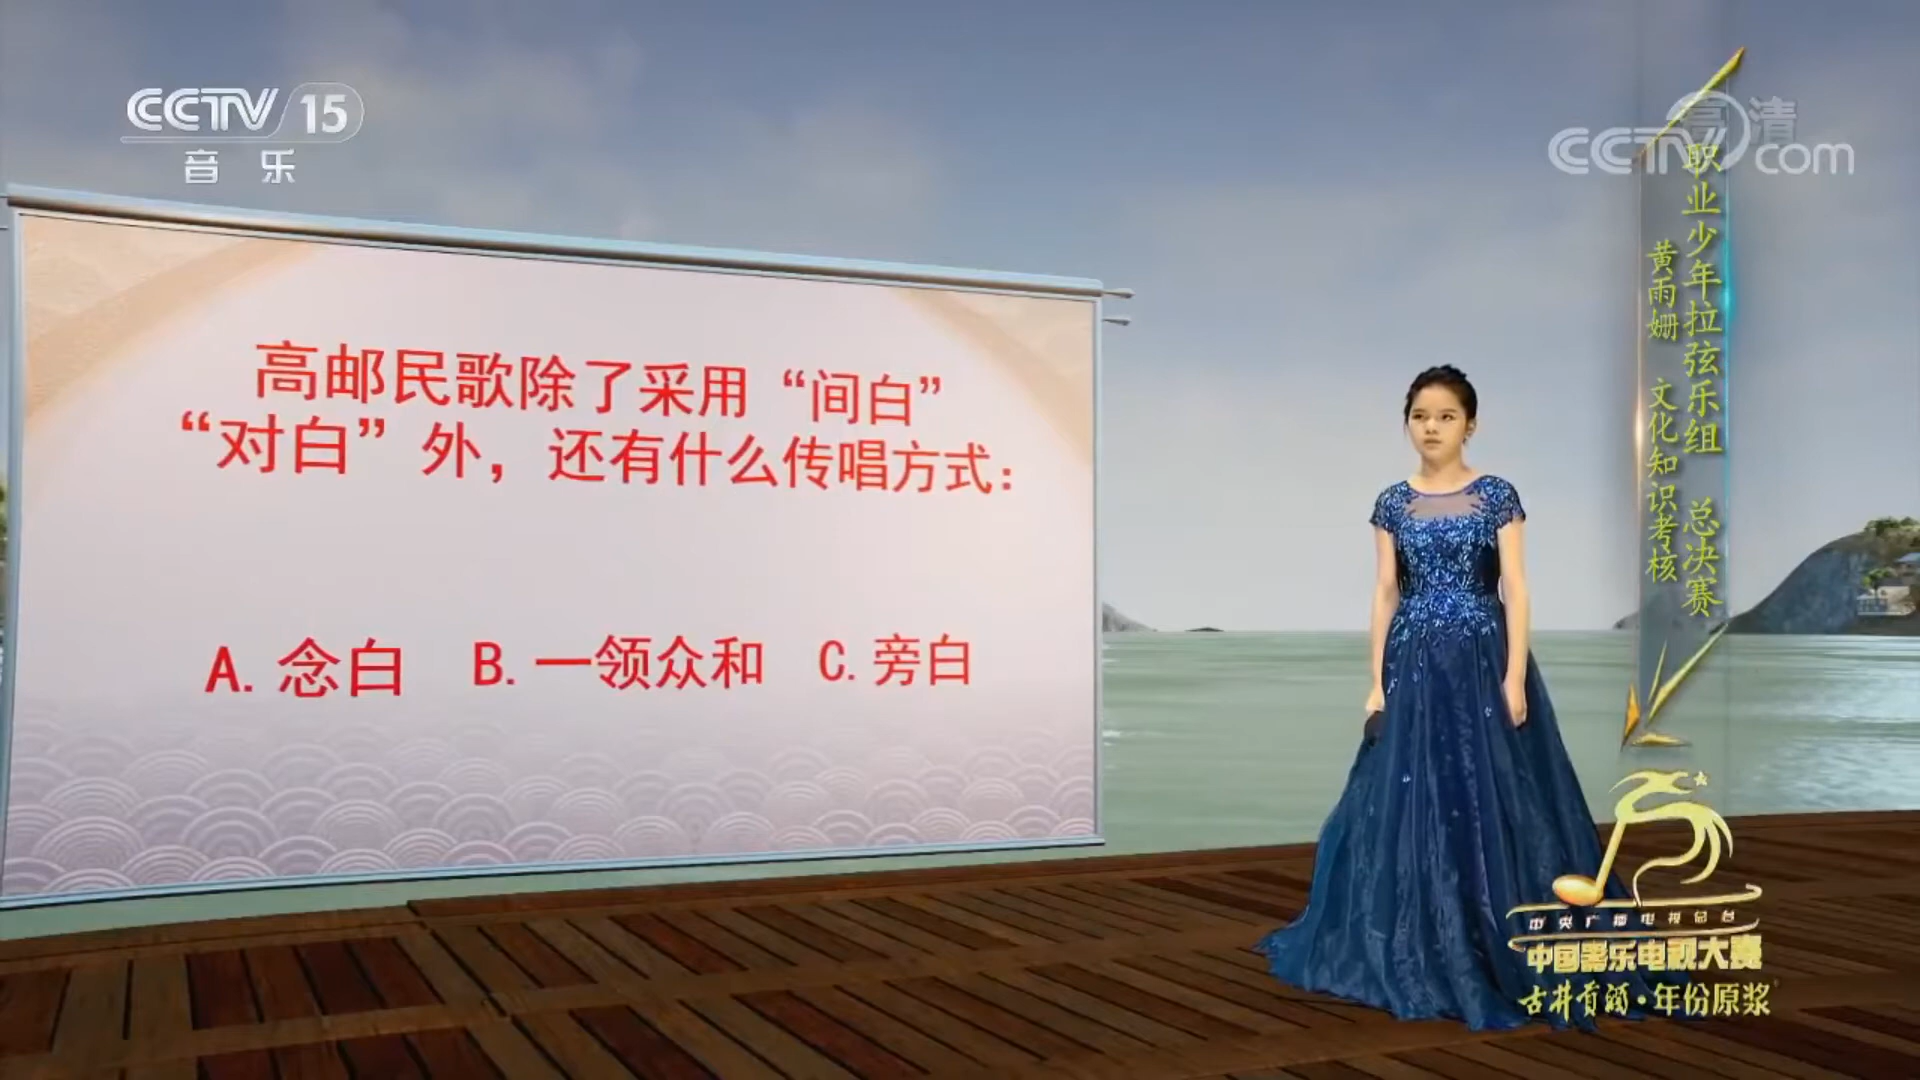 CCTV 15
音乐
高清
CCTV com
高邮民歌除了采用“间白”
“对白”外，还有什么传唱方式：
A.念白 B.一领众和 C.旁白
职业少年拉弦乐组 总决赛
黄雨姗 文化知识考核
中央广播电视总台
中国器乐电视大赛
古井贡酒·年份原浆